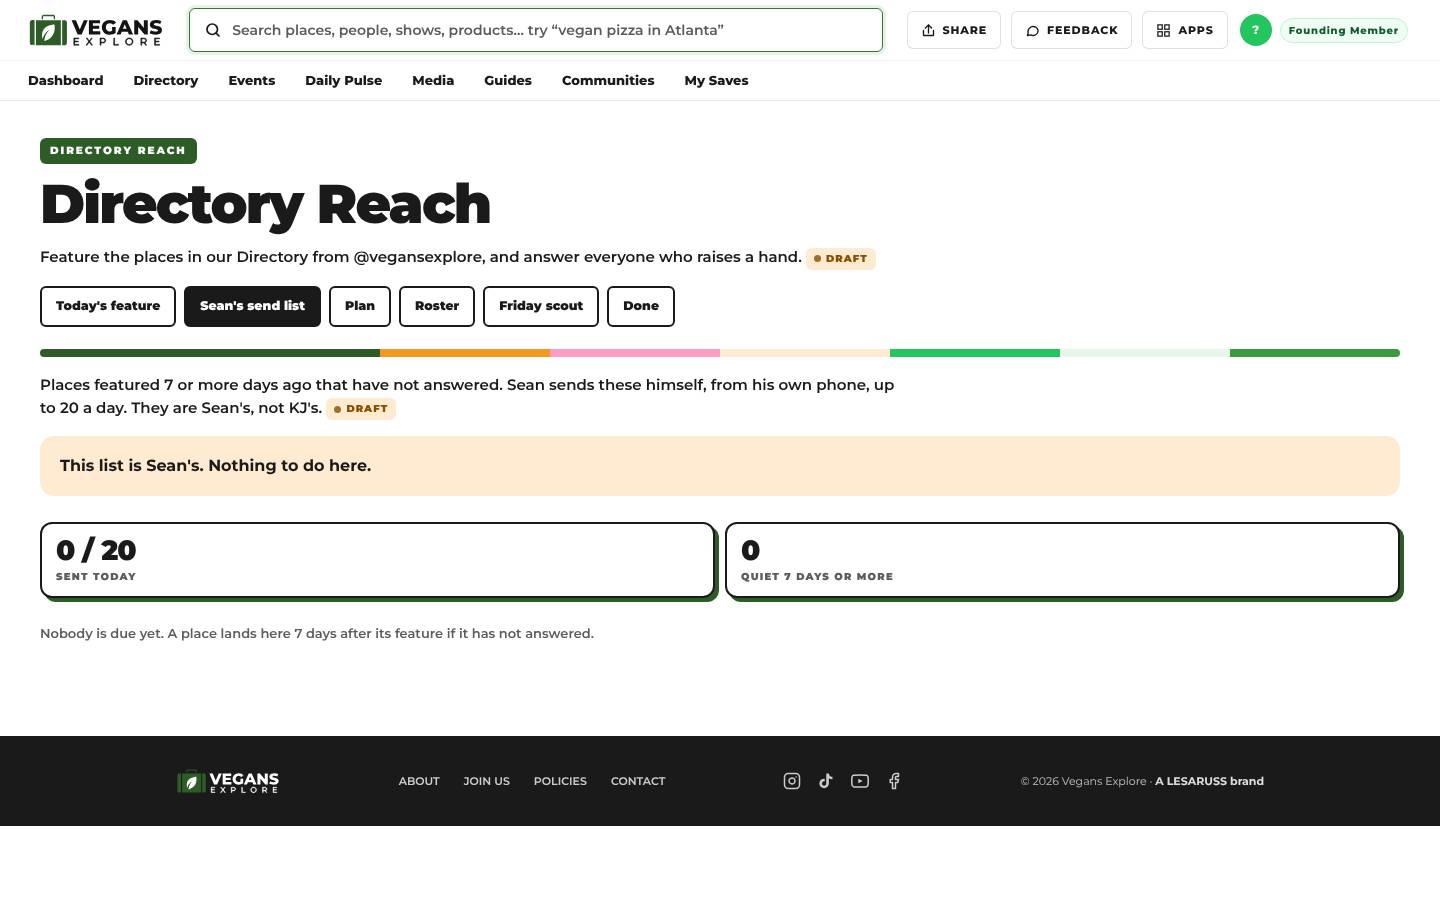 VEGANS
EXPLORE
Search places, people, shows, products... try “vegan pizza in Atlanta”
SHARE
FEEDBACK
APPS
?
Founding Member
Dashboard
Directory
Events
Daily Pulse
Media
Guides
Communities
My Saves
DIRECTORY REACH
Directory Reach
Feature the places in our Directory from @vegansexplore, and answer everyone who raises a hand. DRAFT
Today's feature
Sean's send list
Plan
Roster
Friday scout
Done
Places featured 7 or more days ago that have not answered. Sean sends these himself, from his own phone, up
to 20 a day. They are Sean's, not KJ's. DRAFT
This list is Sean's. Nothing to do here.
0 / 20
SENT TODAY
0
QUIET 7 DAYS OR MORE
Nobody is due yet. A place lands here 7 days after its feature if it has not answered.
VEGANS
EXPLORE
ABOUT
JOIN US
POLICIES
CONTACT
© 2026 Vegans Explore · A LESARUSS brand